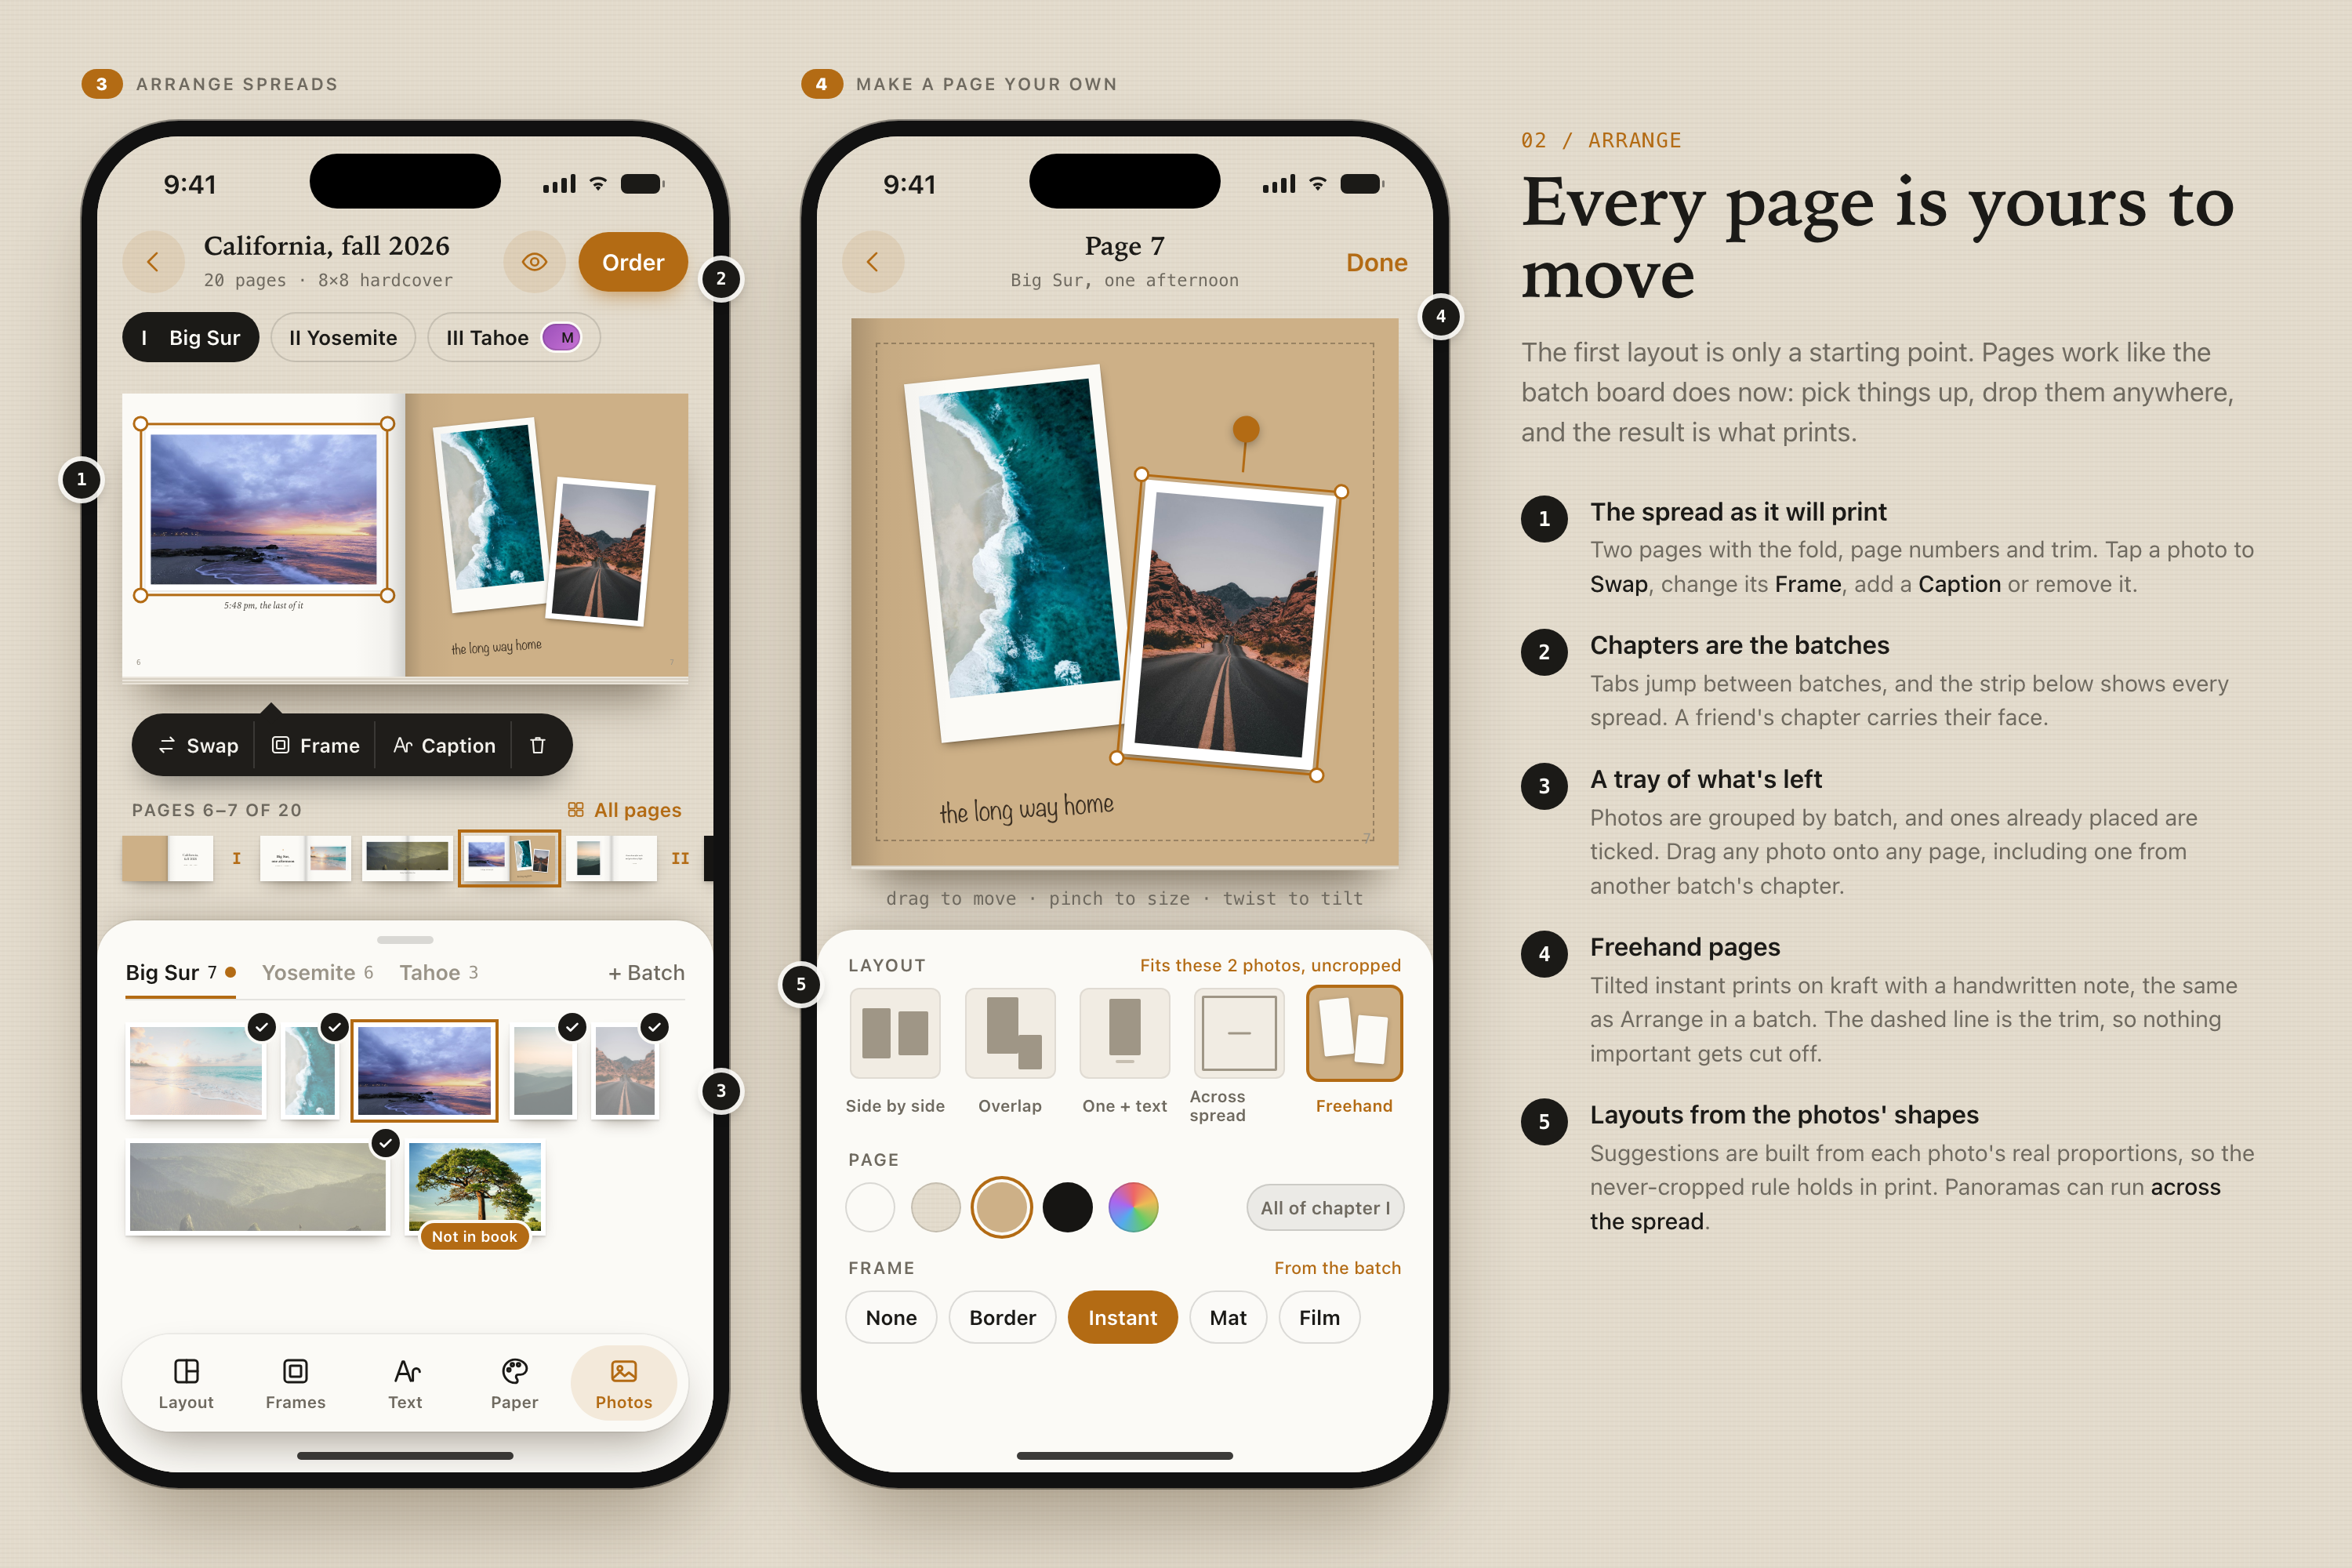 3 ARRANGE SPREADS
9:41
California, fall 2026
20 pages · 8×8 hardcover
Order
2
I Big Sur
II Yosemite
III Tahoe M
1
5:48 pm, the last of it
the long way home
6
7
Swap
Frame
Caption
PAGES 6–7 OF 20
All pages
I
II
Big Sur 7
Yosemite 6
Tahoe 3
+ Batch
3
Not in book
Layout
Frames
Text
Paper
Photos
4 MAKE A PAGE YOUR OWN
9:41
Page 7
Big Sur, one afternoon
Done
4
the long way home
7
drag to move · pinch to size · twist to tilt
5
LAYOUT
Fits these 2 photos, uncropped
Side by side
Overlap
One + text
Across
spread
Freehand
PAGE
All of chapter I
FRAME
From the batch
None
Border
Instant
Mat
Film
02 / ARRANGE
Every page is yours to
move
The first layout is only a starting point. Pages work like the
batch board does now: pick things up, drop them anywhere,
and the result is what prints.
1
The spread as it will print
Two pages with the fold, page numbers and trim. Tap a photo to
Swap, change its Frame, add a Caption or remove it.
2
Chapters are the batches
Tabs jump between batches, and the strip below shows every
spread. A friend's chapter carries their face.
3
A tray of what's left
Photos are grouped by batch, and ones already placed are
ticked. Drag any photo onto any page, including one from
another batch's chapter.
4
Freehand pages
Tilted instant prints on kraft with a handwritten note, the same
as Arrange in a batch. The dashed line is the trim, so nothing
important gets cut off.
5
Layouts from the photos' shapes
Suggestions are built from each photo's real proportions, so the
never-cropped rule holds in print. Panoramas can run across
the spread.